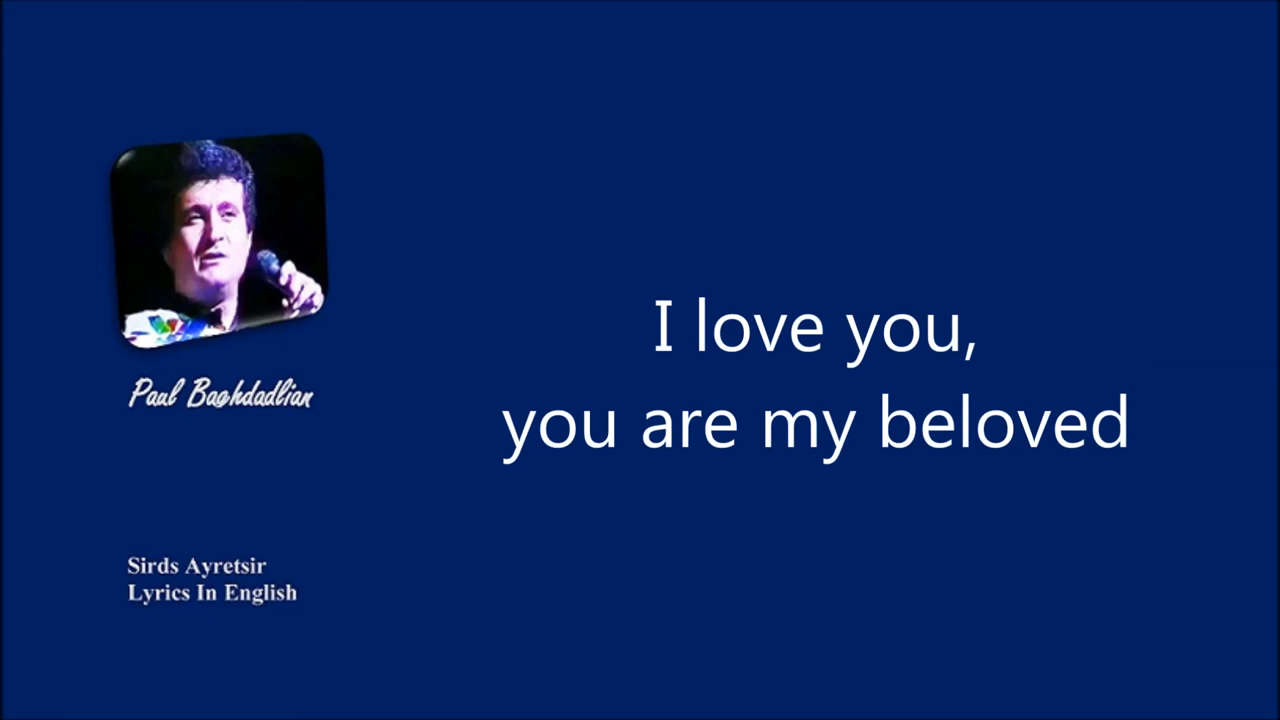 Paul Baghdadlian
I love you,
you are my beloved
Sirds Ayretsir
Lyrics In English